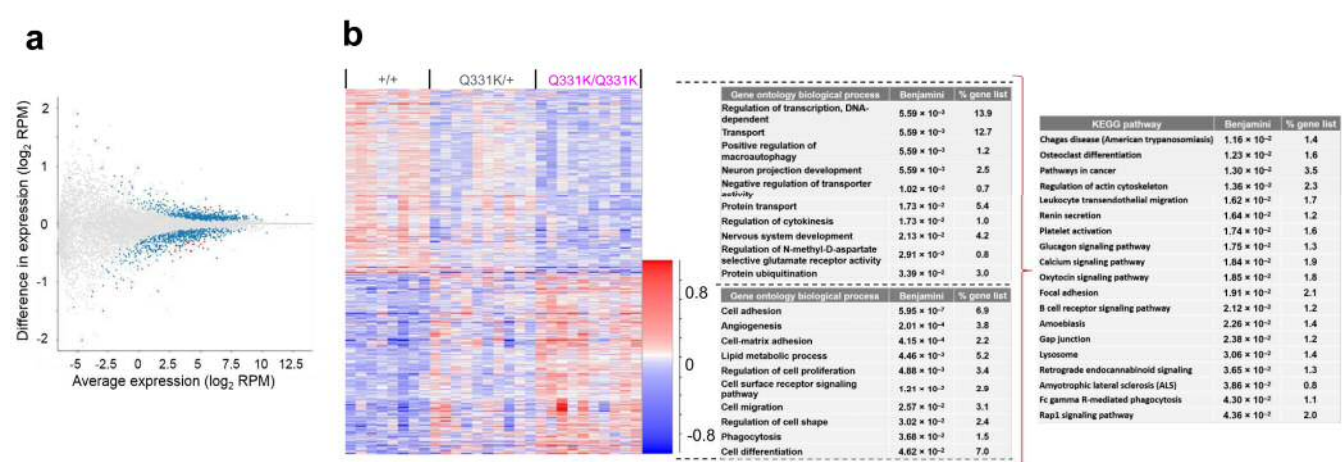 a
b
2
1
0
-1
-2
-5
-2.5
0
2.5
5
7.5
10
12.5
Difference in expression (log2 RPM)
Average expression (log2 RPM)
+/+
Q331K/+
Q331K/Q331K
0.8
0
-0.8
Gene ontology biological process Benjamini % gene list
Regulation of transcription, DNA-
dependent 5.59 × 10⁻³ 13.9
Transport 5.59 × 10⁻³ 12.7
Positive regulation of
macroautophagy 5.59 × 10⁻³ 1.2
Neuron projection development 5.59 × 10⁻³ 2.5
Negative regulation of transporter
activity 1.02 × 10⁻² 0.7
Protein transport 1.73 × 10⁻² 5.4
Regulation of cytokinesis 1.73 × 10⁻² 1.0
Nervous system development 2.13 × 10⁻² 4.2
Regulation of N-methyl-D-aspartate
selective glutamate receptor activity 2.91 × 10⁻² 0.8
Protein ubiquitination 3.39 × 10⁻² 3.0
Gene ontology biological process Benjamini % gene list
Cell adhesion 5.95 × 10⁻⁷ 6.9
Angiogenesis 2.01 × 10⁻⁴ 3.8
Cell-matrix adhesion 4.15 × 10⁻⁴ 2.2
Lipid metabolic process 4.46 × 10⁻³ 5.2
Regulation of cell proliferation 4.88 × 10⁻³ 3.4
Cell surface receptor signaling
pathway 1.21 × 10⁻² 2.9
Cell migration 2.57 × 10⁻² 3.1
Regulation of cell shape 3.02 × 10⁻² 2.4
Phagocytosis 3.68 × 10⁻² 1.5
Cell differentiation 4.62 × 10⁻² 7.0
KEGG pathway Benjamini % gene list
Chagas disease (American trypanosomiasis) 1.16 × 10⁻² 1.4
Osteoclast differentiation 1.23 × 10⁻² 1.6
Pathways in cancer 1.30 × 10⁻² 3.5
Regulation of actin cytoskeleton 1.36 × 10⁻² 2.3
Leukocyte transendothelial migration 1.62 × 10⁻² 1.7
Renin secretion 1.64 × 10⁻² 1.2
Platelet activation 1.74 × 10⁻² 1.6
Glucagon signaling pathway 1.75 × 10⁻² 1.3
Calcium signaling pathway 1.84 × 10⁻² 1.9
Oxytocin signaling pathway 1.85 × 10⁻² 1.8
Focal adhesion 1.91 × 10⁻² 2.1
B cell receptor signaling pathway 2.12 × 10⁻² 1.2
Amoebiasis 2.26 × 10⁻² 1.4
Gap junction 2.38 × 10⁻² 1.2
Lysosome 3.06 × 10⁻² 1.4
Retrograde endocannabinoid signaling 3.65 × 10⁻² 1.3
Amyotrophic lateral sclerosis (ALS) 3.86 × 10⁻² 0.8
Fc gamma R-mediated phagocytosis 4.30 × 10⁻² 1.1
Rap1 signaling pathway 4.36 × 10⁻² 2.0